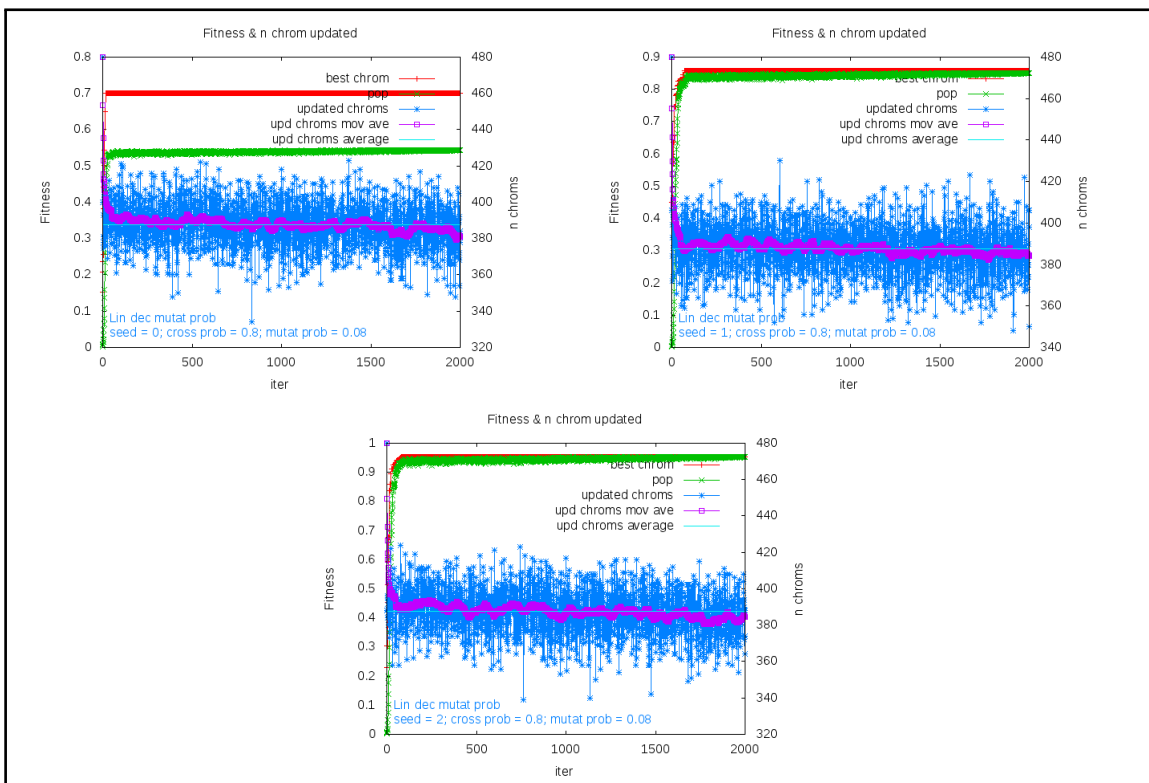 Fitness & n chrom updated
0.8
0.7
0.6
0.5
0.4
0.3
0.2
0.1
0
480
460
440
420
400
380
360
340
320
0
500
1000
1500
2000
Fitness
n chroms
iter
best chrom
pop
updated chroms
upd chroms mov ave
upd chroms average
Lin dec mutat prob
seed = 0; cross prob = 0.8; mutat prob = 0.08
Fitness & n chrom updated
0.9
0.8
0.7
0.6
0.5
0.4
0.3
0.2
0.1
0
480
460
440
420
400
380
360
340
0
500
1000
1500
2000
Fitness
n chroms
iter
best chrom
pop
updated chroms
upd chroms mov ave
upd chroms average
Lin dec mutat prob
seed = 1; cross prob = 0.8; mutat prob = 0.08
Fitness & n chrom updated
1
0.9
0.8
0.7
0.6
0.5
0.4
0.3
0.2
0.1
0
480
460
440
420
400
380
360
340
320
0
500
1000
1500
2000
Fitness
n chroms
iter
best chrom
pop
updated chroms
upd chroms mov ave
upd chroms average
Lin dec mutat prob
seed = 2; cross prob = 0.8; mutat prob = 0.08